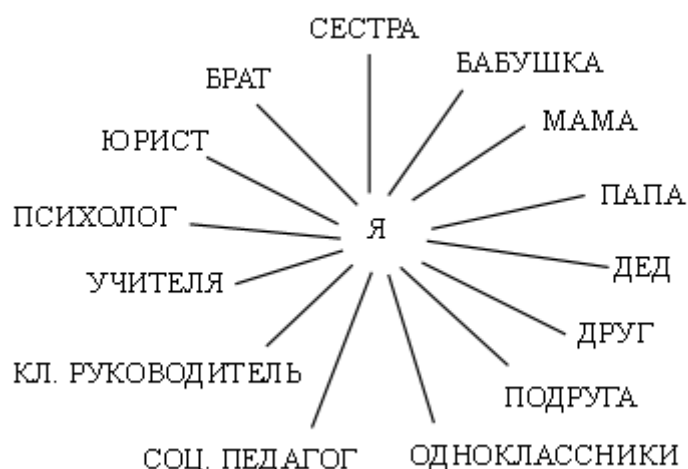 СЕСТРА
БРАТ
БАБУШКА
ЮРИСТ
МАМА
ПСИХОЛОГ
Я
ПАПА
УЧИТЕЛЯ
ДЕД
ДРУГ
КЛ. РУКОВОДИТЕЛЬ
ПОДРУГА
СОЦ. ПЕДАГОГ
ОДНОКЛАССНИКИ